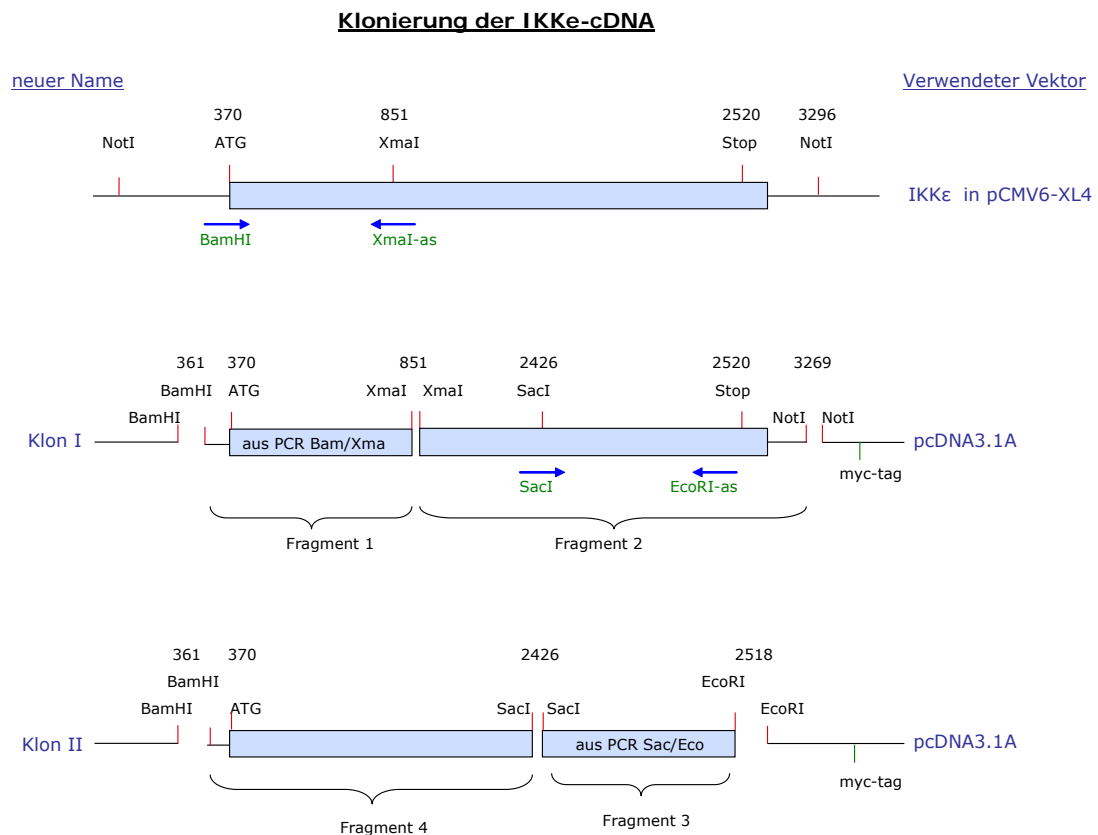 Klonierung der IKKe-cDNA
neuer Name
Verwendeter Vektor
370 851 2520 3296
NotI ATG XmaI Stop NotI
IKKε in pCMV6-XL4
BamHI XmaI-as
361 370 851 2426 2520 3269
BamHI ATG XmaI XmaI SacI Stop
BamHI NotI NotI
Klon I aus PCR Bam/Xma pcDNA3.1A
myc-tag
SacI EcoRI-as
Fragment 1 Fragment 2
361 370 2426 2518
BamHI EcoRI
BamHI ATG SacI SacI EcoRI
Klon II aus PCR Sac/Eco pcDNA3.1A
myc-tag
Fragment 4 Fragment 3